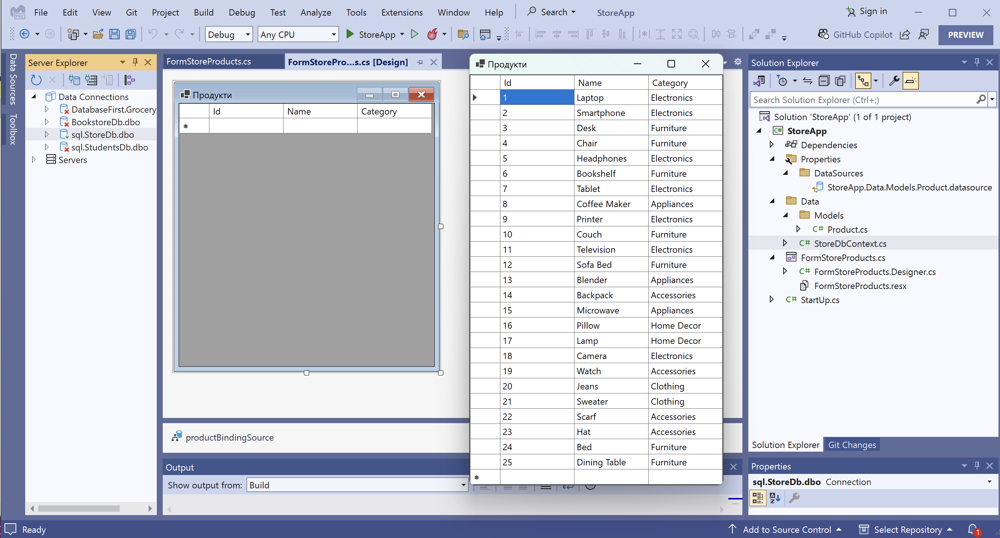 PRE
File Edit View Git Project Build Debug Test Analyze Tools Extensions Window Help Search StoreApp
Sign in
Debug Any CPU StoreApp GitHub Copilot PREVIEW
Data Sources
Toolbox
Server Explorer
Data Connections
DatabaseFirst.Grocery
BookstoreDb.dbo
sql.StoreDb.dbo
sql.StudentsDb.dbo
Servers
FormStoreProducts.cs FormStorePro...s.cs [Design]
Продукти
Id Name Category
productBindingSource
Output
Show output from: Build
Продукти
Id Name Category
1 Laptop Electronics
2 Smartphone Electronics
3 Desk Furniture
4 Chair Furniture
5 Headphones Electronics
6 Bookshelf Furniture
7 Tablet Electronics
8 Coffee Maker Appliances
9 Printer Electronics
10 Couch Furniture
11 Television Electronics
12 Sofa Bed Furniture
13 Blender Appliances
14 Backpack Accessories
15 Microwave Appliances
16 Pillow Home Decor
17 Lamp Home Decor
18 Camera Electronics
19 Watch Accessories
20 Jeans Clothing
21 Sweater Clothing
22 Scarf Accessories
23 Hat Accessories
24 Bed Furniture
25 Dining Table Furniture
Solution Explorer
Search Solution Explorer (Ctrl+;)
Solution 'StoreApp' (1 of 1 project)
C# StoreApp
Dependencies
Properties
DataSources
StoreApp.Data.Models.Product.datasource
Data
Models
C# Product.cs
C# StoreDbContext.cs
FormStoreProducts.cs
C# FormStoreProducts.Designer.cs
FormStoreProducts.resx
C# StartUp.cs
Solution Explorer Git Changes
Properties
sql.StoreDb.dbo Connection
Ready
Add to Source Control Select Repository 1